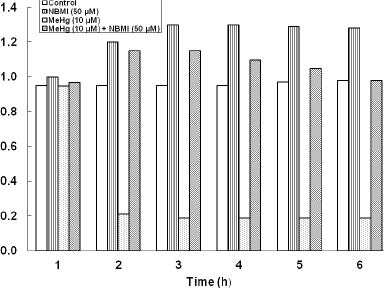 Control
NBMI (50 µM)
MeHg (10 µM)
MeHg (10 µM) + NBMI (50 µM)
1.4
1.2
1.0
0.8
0.6
0.4
0.2
0.0
1 2 3 4 5 6
Time (h)